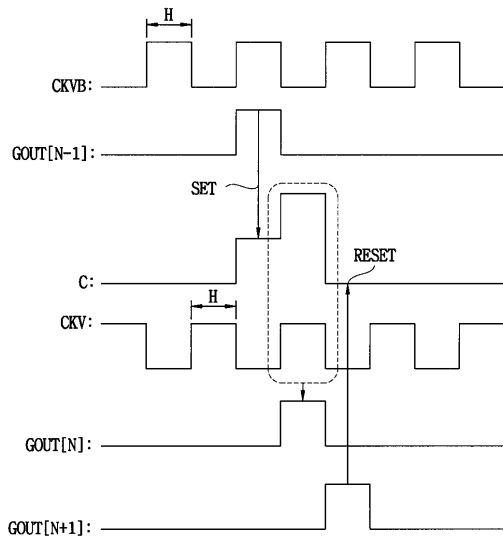 H
CKVB:
GOUT[N-1]:
SET
RESET
C:
H
CKV:
GOUT[N]:
GOUT[N+1]: